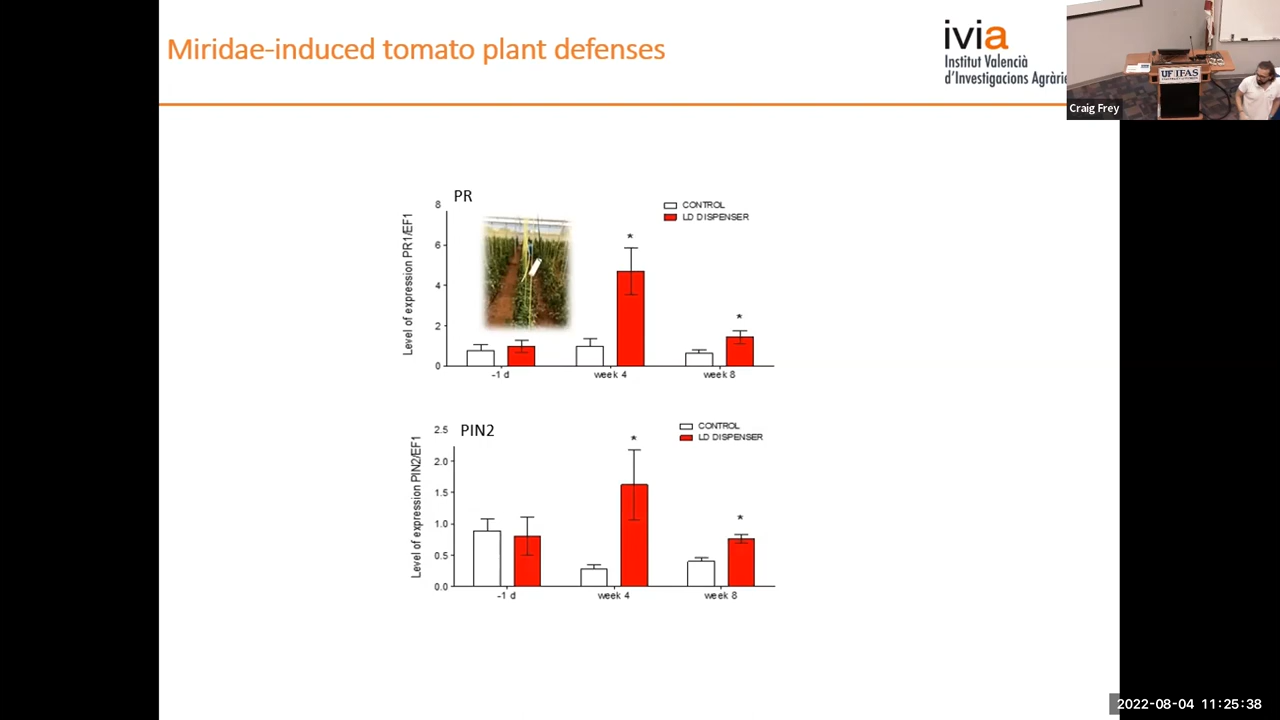 Miridae-induced tomato plant defenses
ivia
Institut Valencià
d'Investigacions Agràrie
UF IFAS
Craig Frey
PR
CONTROL
LD DISPENSER
Level of expression PR1/EF1
8
6
4
2
0
*
*
-1 d
week 4
week 8
PIN2
CONTROL
LD DISPENSER
Level of expression PIN2/EF1
2.5
2.0
1.5
1.0
0.5
0.0
*
*
-1 d
week 4
week 8
2022-08-04 11:25:38